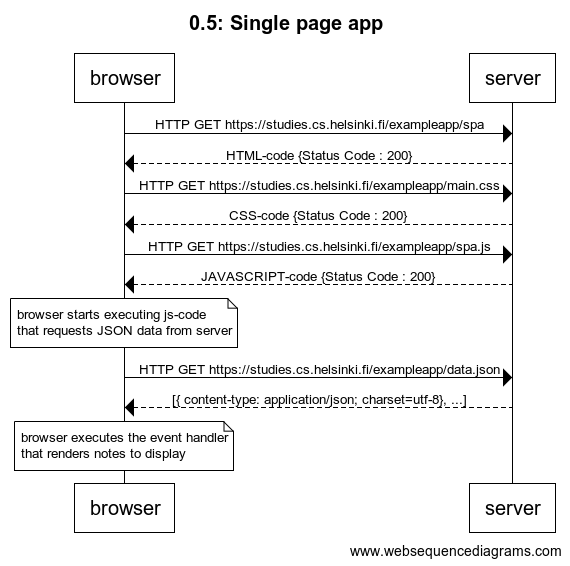 0.5: Single page app
browser
server
HTTP GET https://studies.cs.helsinki.fi/exampleapp/spa
HTML-code {Status Code : 200}
HTTP GET https://studies.cs.helsinki.fi/exampleapp/main.css
CSS-code {Status Code : 200}
HTTP GET https://studies.cs.helsinki.fi/exampleapp/spa.js
JAVASCRIPT-code {Status Code : 200}
browser starts executing js-code
that requests JSON data from server
HTTP GET https://studies.cs.helsinki.fi/exampleapp/data.json
[{ content-type: application/json; charset=utf-8}, ...]
browser executes the event handler
that renders notes to display
browser
server
www.websequencediagrams.com